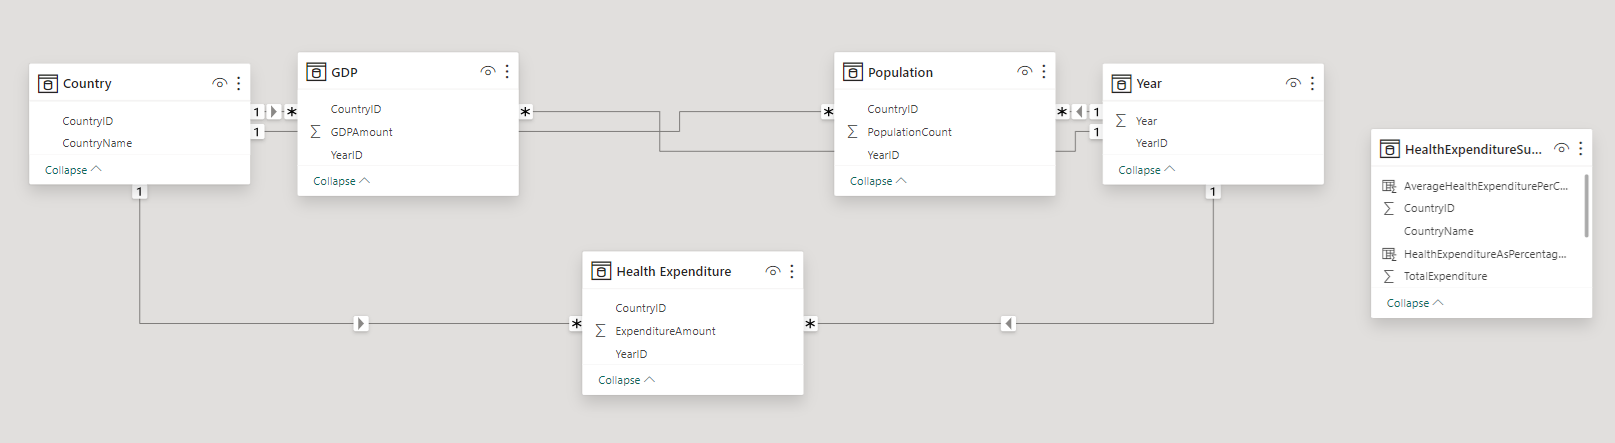 Country
CountryID
CountryName
Collapse
GDP
CountryID
GDPAmount
YearID
Collapse
Population
CountryID
PopulationCount
YearID
Collapse
Year
Year
YearID
Collapse
HealthExpenditureSu...
AverageHealthExpenditurePerC...
CountryID
CountryName
HealthExpenditureAsPercentag...
TotalExpenditure
Collapse
Health Expenditure
CountryID
ExpenditureAmount
YearID
Collapse
1
*
1
*
*
*
1
1
1
1
*
*